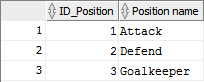 ID_Position Position name
1 1 Attack
2 2 Defend
3 3 Goalkeeper